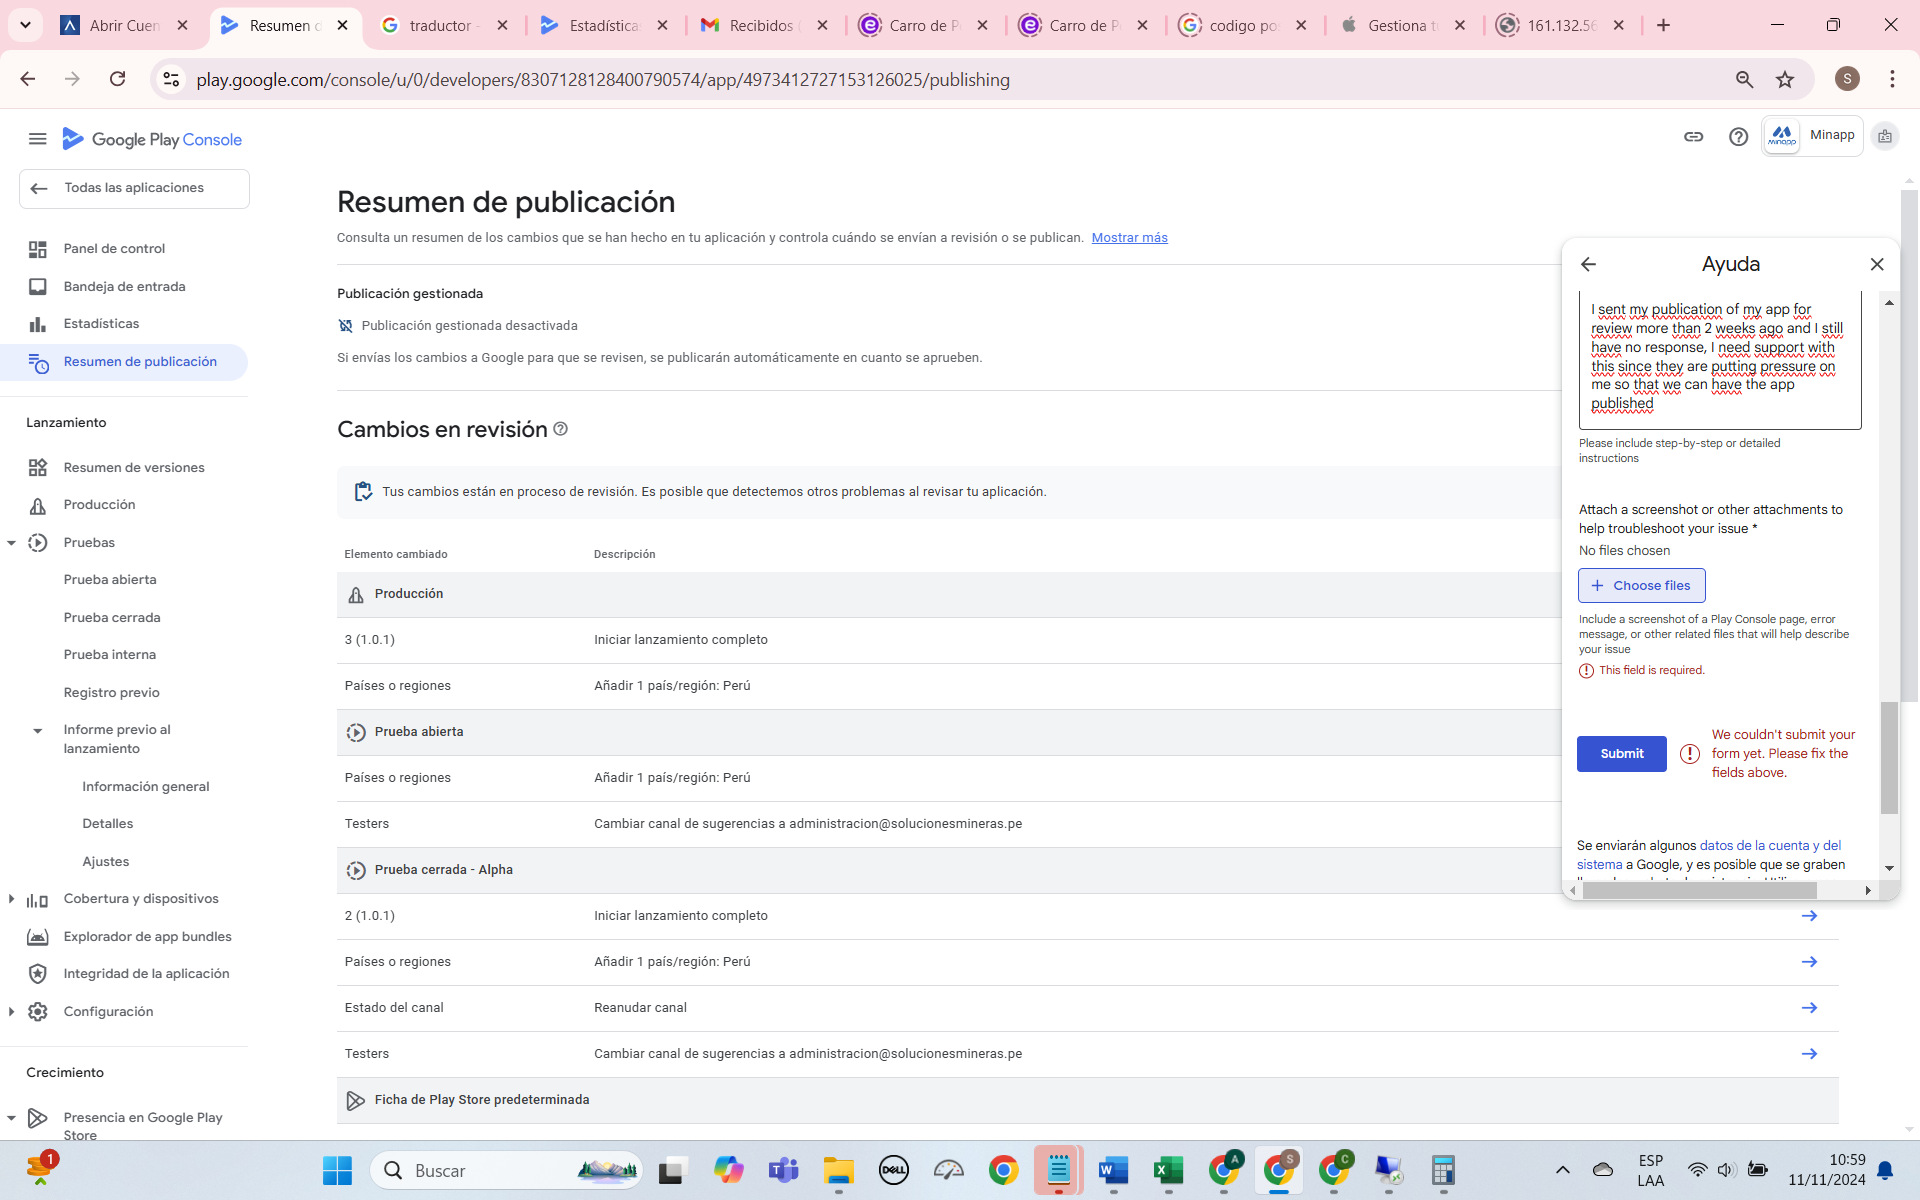 Abrir Cuen
Resumen d
traductor -
Estadística
Recibidos (
Carro de P
Carro de P
codigo po
Gestiona t
161.132.56
play.google.com/console/u/0/developers/8307128128400790574/app/4973412727153126025/publishing
S
Google Play Console
Minapp
Minapp
Todas las aplicaciones
Panel de control
Bandeja de entrada
Estadísticas
Resumen de publicación
Lanzamiento
Resumen de versiones
Producción
Pruebas
Prueba abierta
Prueba cerrada
Prueba interna
Registro previo
Informe previo al
lanzamiento
Información general
Detalles
Ajustes
Cobertura y dispositivos
Explorador de app bundles
Integridad de la aplicación
Configuración
Crecimiento
Presencia en Google Play
Store
Resumen de publicación
Consulta un resumen de los cambios que se han hecho en tu aplicación y controla cuándo se envían a revisión o se publican. Mostrar más
Publicación gestionada
Publicación gestionada desactivada
Si envías los cambios a Google para que se revisen, se publicarán automáticamente en cuanto se aprueben.
Cambios en revisión
Tus cambios están en proceso de revisión. Es posible que detectemos otros problemas al revisar tu aplicación.
Elemento cambiado Descripción
Producción
3 (1.0.1) Iniciar lanzamiento completo
Países o regiones Añadir 1 país/región: Perú
Prueba abierta
Países o regiones Añadir 1 país/región: Perú
Testers Cambiar canal de sugerencias a administracion@solucionesmineras.pe
Prueba cerrada - Alpha
2 (1.0.1) Iniciar lanzamiento completo
Países o regiones Añadir 1 país/región: Perú
Estado del canal Reanudar canal
Testers Cambiar canal de sugerencias a administracion@solucionesmineras.pe
Ficha de Play Store predeterminada
Ayuda
I sent my publication of my app for
review more than 2 weeks ago and I still
have no response, I need support with
this since they are putting pressure on
me so that we can have the app
published
Please include step-by-step or detailed
instructions
Attach a screenshot or other attachments to
help troubleshoot your issue *
No files chosen
Choose files
Include a screenshot of a Play Console page, error
message, or other related files that will help describe
your issue
This field is required.
Submit
We couldn't submit your
form yet. Please fix the
fields above.
Se enviarán algunos datos de la cuenta y del
sistema a Google, y es posible que se graben
1
Buscar
DELL
A
S
C
ESP
LAA
10:59
11/11/2024